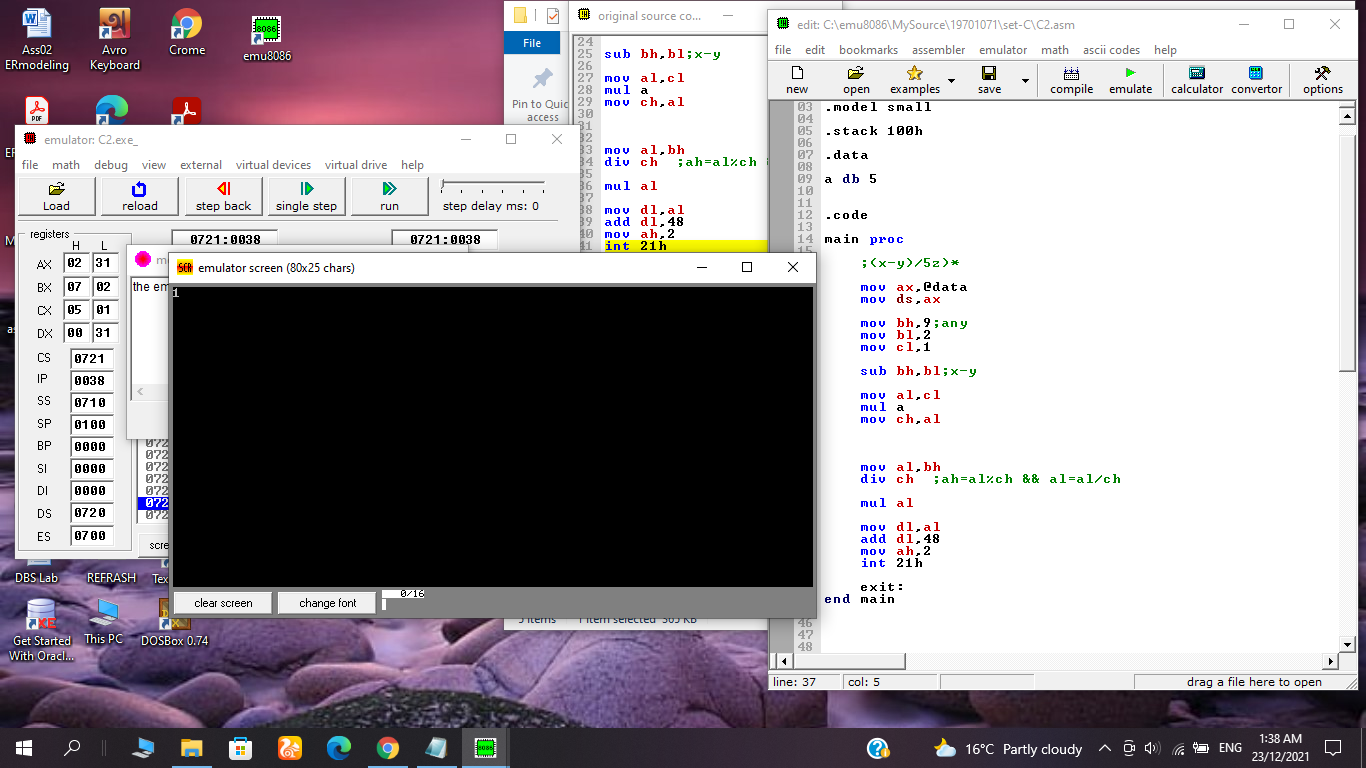 Ass02
ERmodeling
Avro
Keyboard
Crome
emu8086
8086
PDF
DBS Lab
REFRASH
Get Started
With Oracl...
This PC
DOSBox 0.74
File
Pin to Quic
access
5 items
1 item selected 305 KB
original source co...
24
25 sub bh,bl;x-y
26
27 mov al,cl
28 mul a
29 mov ch,al
30
31
32
33 mov al,bh
34 div ch ;ah=al%ch &
35
36 mul al
37
38 mov dl,al
39 add dl,48
40 mov ah,2
41 int 21h
emulator: C2.exe_
file math debug view external virtual devices virtual drive help
Load
reload
step back
single step
run
step delay ms: 0
registers
H L
0721:0038
0721:0038
AX 02 31
BX 07 02
CX 05 01
DX 00 31
CS 0721
IP 0038
SS 0710
SP 0100
BP 0000
SI 0000
DI 0000
DS 0720
ES 0700
the em
072
072
072
072
072
072
072
scre
emulator screen (80x25 chars)
1
clear screen
change font
0/16
edit: C:\emu8086\MySource\19701071\set-C\C2.asm
file edit bookmarks assembler emulator math ascii codes help
new open examples save compile emulate calculator convertor options
03 .model small
04
05 .stack 100h
06
07 .data
08
09 a db 5
10
11
12 .code
13
14 main proc
15
;(x-y)/5z)*
mov ax,@data
mov ds,ax
mov bh,9;any
mov bl,2
mov cl,1
sub bh,bl;x-y
mov al,cl
mul a
mov ch,al
mov al,bh
div ch ;ah=al%ch && al=al/ch
mul al
mov dl,al
add dl,48
mov ah,2
int 21h
exit:
end main
46
47
48
line: 37
col: 5
drag a file here to open
16°C Partly cloudy
ENG
1:38 AM
23/12/2021